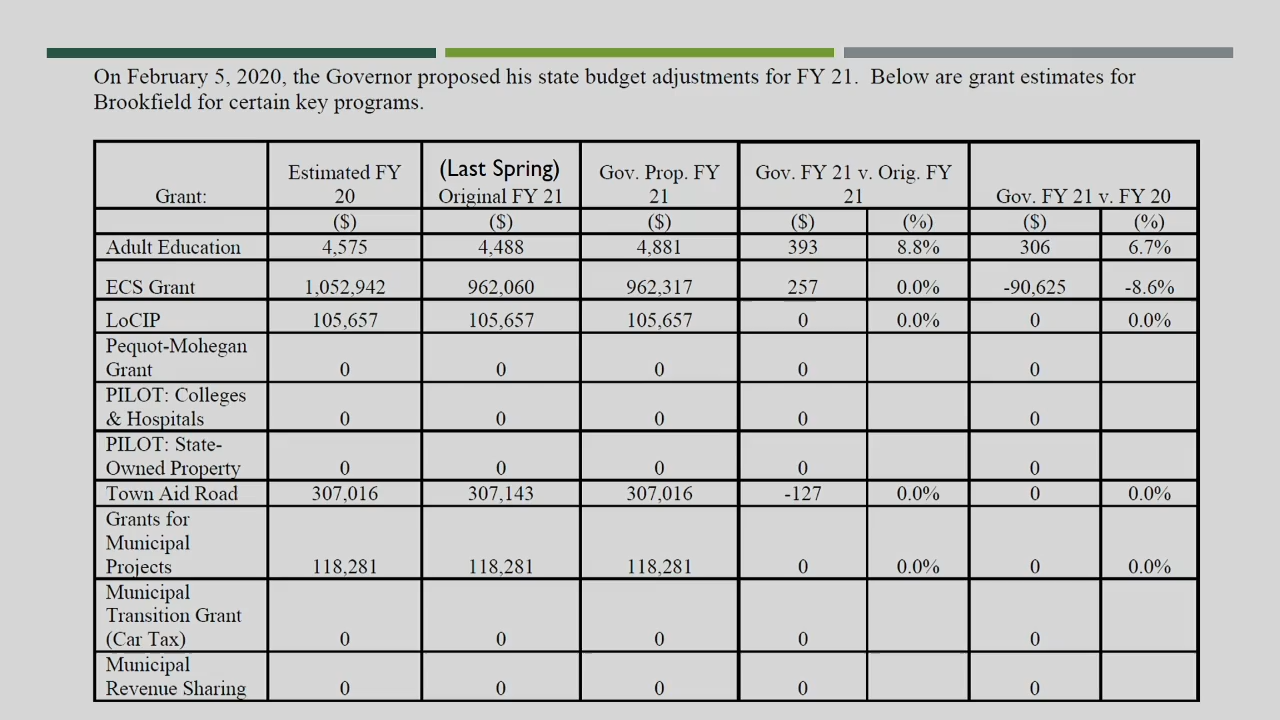 On February 5, 2020, the Governor proposed his state budget adjustments for FY 21. Below are grant estimates for
Brookfield for certain key programs.
Grant: Estimated FY 20 (Last Spring) Original FY 21 Gov. Prop. FY 21 Gov. FY 21 v. Orig. FY 21 Gov. FY 21 v. FY 20
($) ($) ($) ($) (%) ($) (%)
Adult Education 4,575 4,488 4,881 393 8.8% 306 6.7%
ECS Grant 1,052,942 962,060 962,317 257 0.0% -90,625 -8.6%
LoCIP 105,657 105,657 105,657 0 0.0% 0 0.0%
Pequot-Mohegan
Grant 0 0 0 0 0
PILOT: Colleges
& Hospitals 0 0 0 0 0
PILOT: State-
Owned Property 0 0 0 0 0
Town Aid Road 307,016 307,143 307,016 -127 0.0% 0 0.0%
Grants for
Municipal
Projects 118,281 118,281 118,281 0 0.0% 0 0.0%
Municipal
Transition Grant
(Car Tax) 0 0 0 0 0
Municipal
Revenue Sharing 0 0 0 0 0